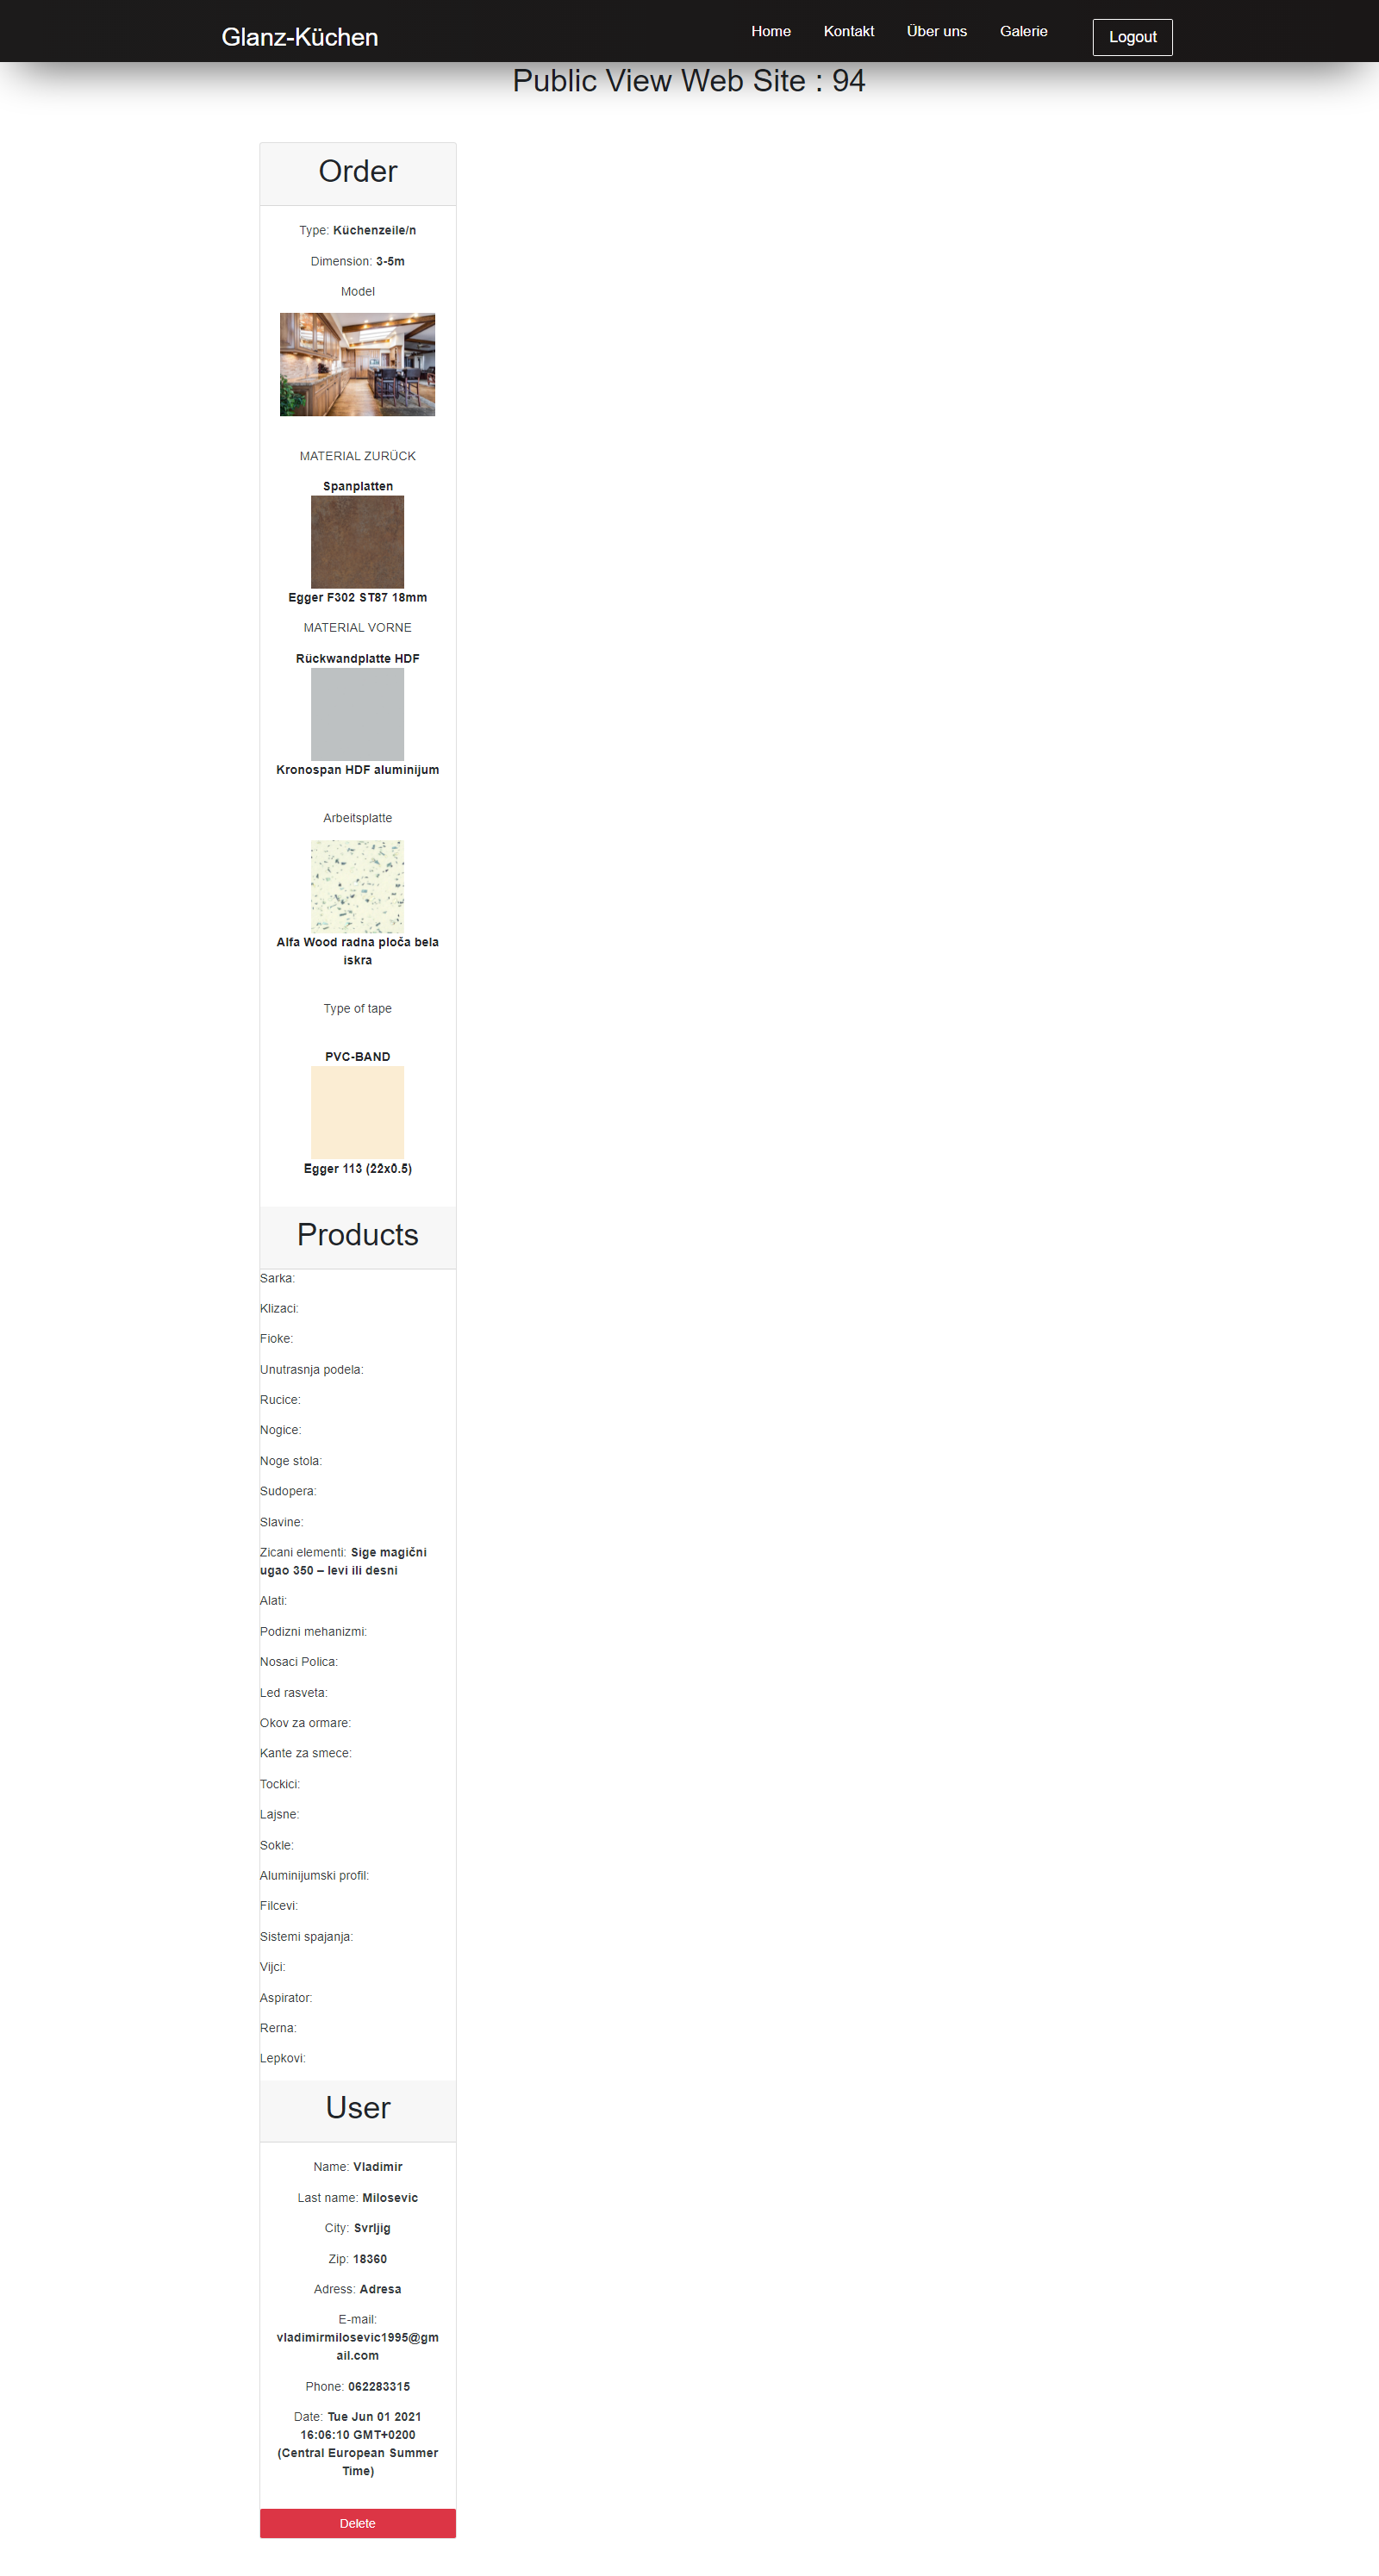 Glanz-Küchen
Home
Kontakt
Über uns
Galerie
Logout
Public View Web Site : 94
Order
Type: Küchenzeile/n
Dimension: 3-5m
Model
MATERIAL ZURÜCK
Spanplatten
Egger F302 ST87 18mm
MATERIAL VORNE
Rückwandplatte HDF
Kronospan HDF aluminijum
Arbeitsplatte
Alfa Wood radna ploča bela
iskra
Type of tape
PVC-BAND
Egger 113 (22x0.5)
Products
Sarka:
Klizaci:
Fioke:
Unutrasnja podela:
Rucice:
Nogice:
Noge stola:
Sudopera:
Slavine:
Zicani elementi: Sige magični
ugao 350 – levi ili desni
Alati:
Podizni mehanizmi:
Nosaci Polica:
Led rasveta:
Okov za ormare:
Kante za smece:
Tockici:
Lajsne:
Sokle:
Aluminijumski profil:
Filcevi:
Sistemi spajanja:
Vijci:
Aspirator:
Rerna:
Lepkovi:
User
Name: Vladimir
Last name: Milosevic
City: Svrljig
Zip: 18360
Adress: Adresa
E-mail:
vladimirmilosevic1995@gm
ail.com
Phone: 062283315
Date: Tue Jun 01 2021
16:06:10 GMT+0200
(Central European Summer
Time)
Delete